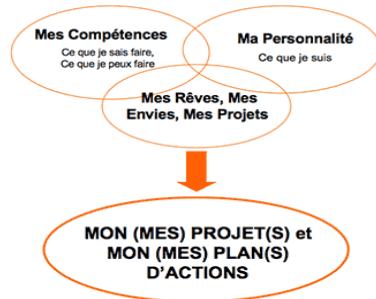 Mes Compétences
Ce que je sais faire,
Ce que je peux faire
Ma Personnalité
Ce que je suis
Mes Rêves, Mes
Envies, Mes Projets
MON (MES) PROJET(S) et
MON (MES) PLAN(S)
D'ACTIONS